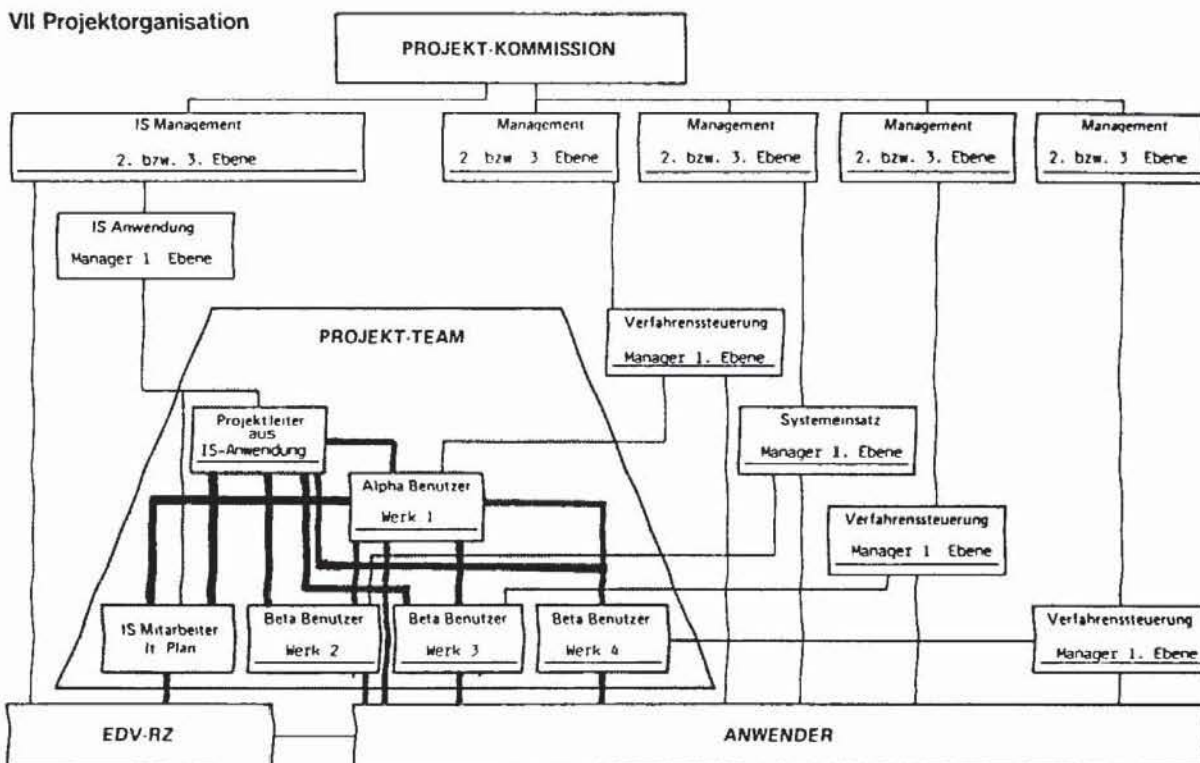 VII Projektorganisation
PROJEKT-KOMMISSION
IS Management
2. bzw. 3. Ebene
Management
2 bzw 3 Ebene
Management
2. bzw. 3. Ebene
Management
2. bzw. 3. Ebene
Management
2. bzw. 3 Ebene
IS Anwendung
Manager 1 Ebene
PROJEKT-TEAM
Verfahrenssteuerung
Manager 1. Ebene
Projektleiter
aus
IS-Anwendung
Systemeinsatz
Manager 1. Ebene
Alpha Benutzer
Werk 1
Verfahrenssteuerung
Manager 1 Ebene
IS Mitarbeiter
lt Plan
Beta Benutzer
Werk 2
Beta Benutzer
Werk 3
Beta Benutzer
Werk 4
Verfahrenssteuerung
Manager 1. Ebene
EDV-RZ
ANWENDER